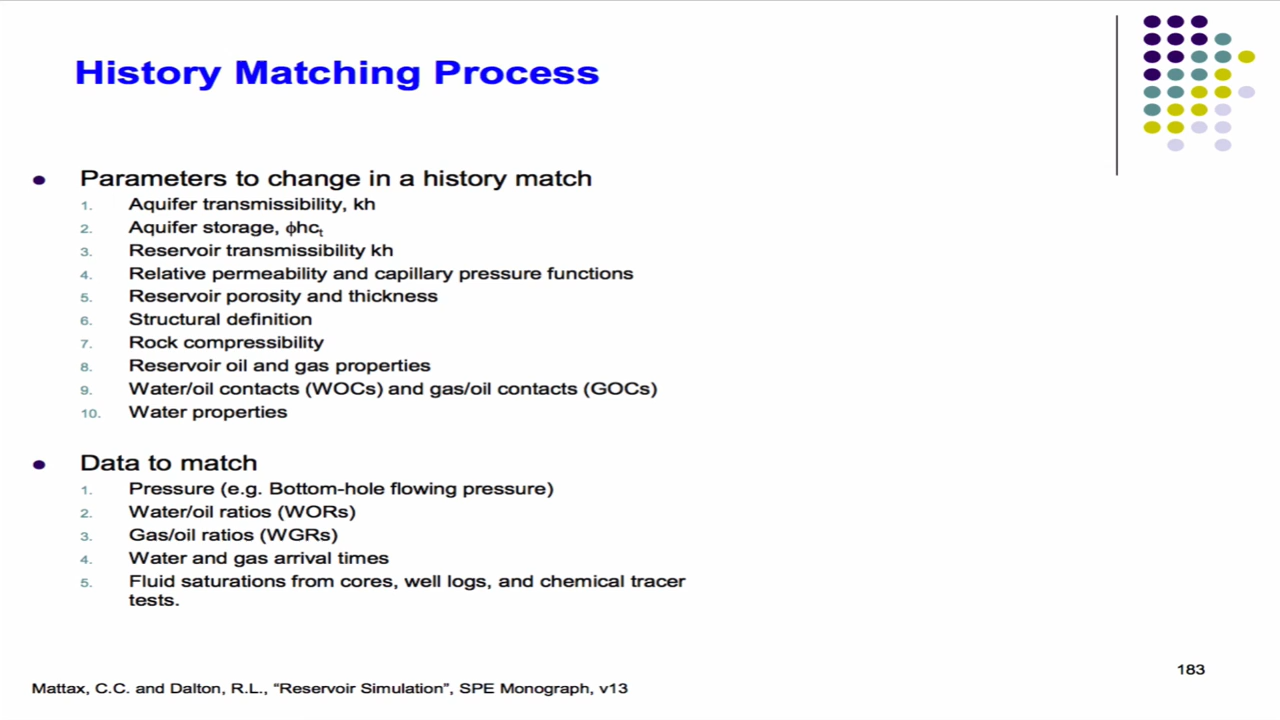 History Matching Process
• Parameters to change in a history match
1. Aquifer transmissibility, kh
2. Aquifer storage, ϕhcₜ
3. Reservoir transmissibility kh
4. Relative permeability and capillary pressure functions
5. Reservoir porosity and thickness
6. Structural definition
7. Rock compressibility
8. Reservoir oil and gas properties
9. Water/oil contacts (WOCs) and gas/oil contacts (GOCs)
10. Water properties
• Data to match
1. Pressure (e.g. Bottom-hole flowing pressure)
2. Water/oil ratios (WORs)
3. Gas/oil ratios (WGRs)
4. Water and gas arrival times
5. Fluid saturations from cores, well logs, and chemical tracer
tests.
183
Mattax, C.C. and Dalton, R.L., “Reservoir Simulation”, SPE Monograph, v13